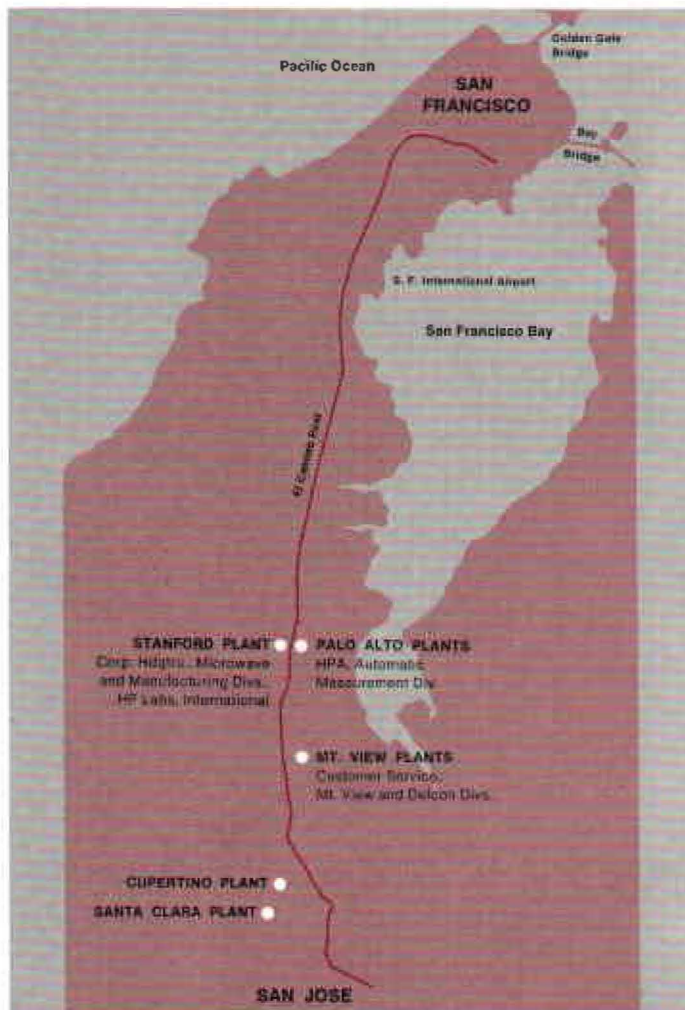 Golden Gate
Bridge
Pacific Ocean
SAN
FRANCISCO
Bay
Bridge
S. F. International Airport
San Francisco Bay
El Camino Real
STANFORD PLANT
Corp. Hdqtrs., Microwave
and Manufacturing Divs.,
HP Labs, International
PALO ALTO PLANTS
HPA, Automatic
Measurement Div.
MT. VIEW PLANTS
Customer Service,
Mt. View and Delcon Divs.
CUPERTINO PLANT
SANTA CLARA PLANT
SAN JOSE